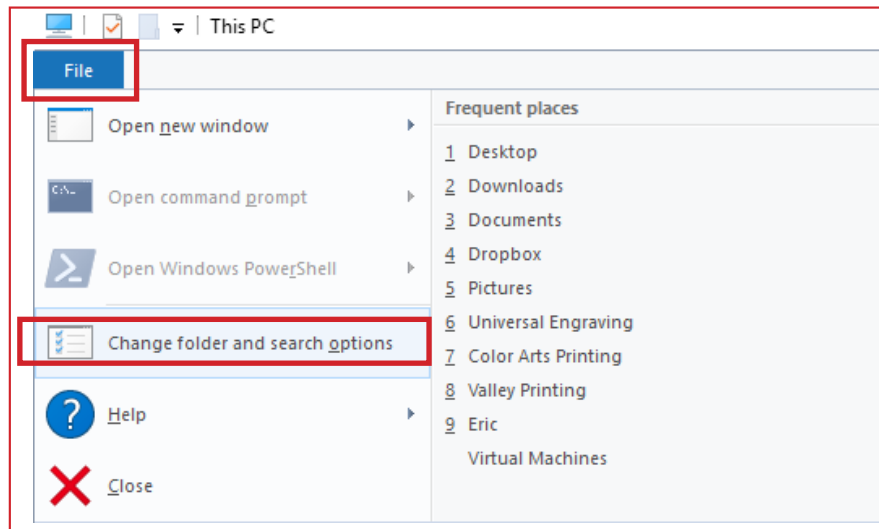 This PC
File
Open new window
Open command prompt
Open Windows PowerShell
Change folder and search options
Help
Close
Frequent places
1 Desktop
2 Downloads
3 Documents
4 Dropbox
5 Pictures
6 Universal Engraving
7 Color Arts Printing
8 Valley Printing
9 Eric
Virtual Machines